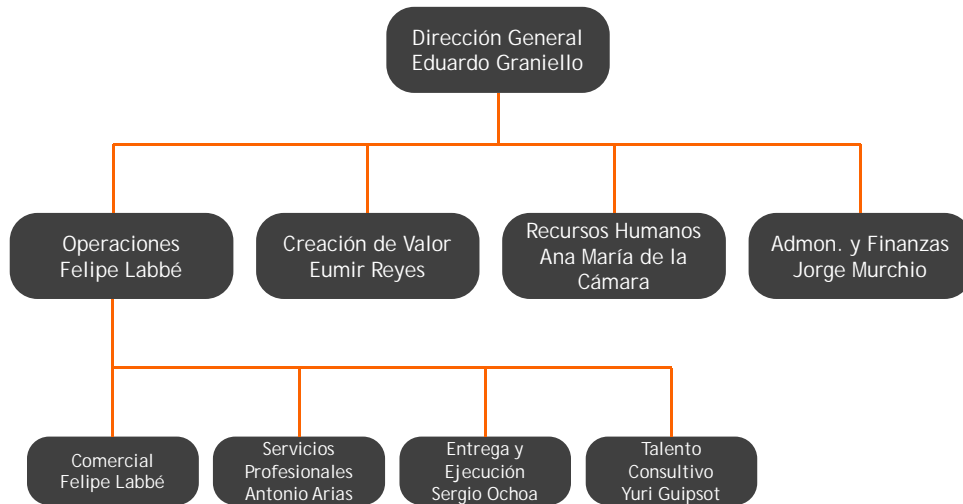 Dirección General
Eduardo Graniello
Operaciones
Felipe Labbé
Creación de Valor
Eumir Reyes
Recursos Humanos
Ana María de la
Cámara
Admon. y Finanzas
Jorge Murchio
Comercial
Felipe Labbé
Servicios
Profesionales
Antonio Arias
Entrega y
Ejecución
Sergio Ochoa
Talento
Consultivo
Yuri Guipsot